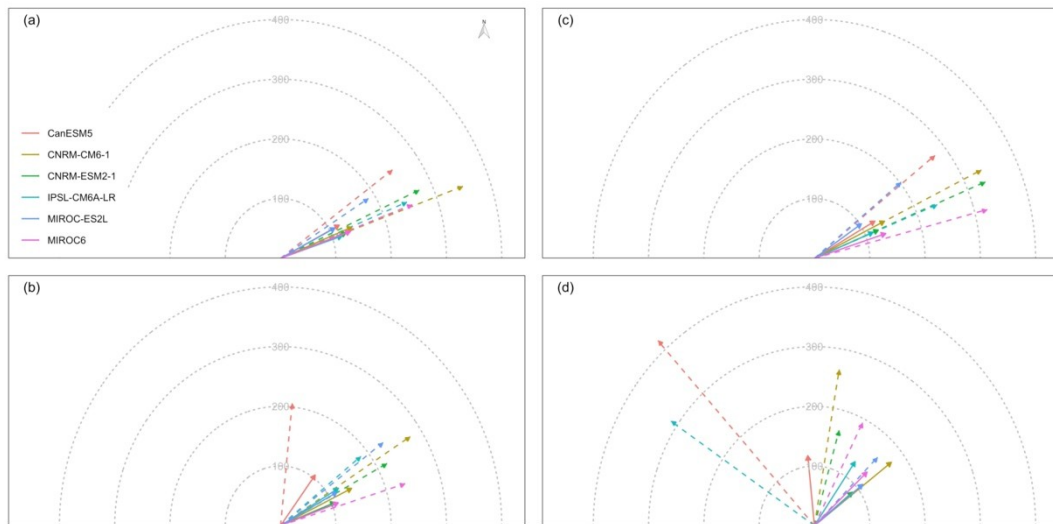 (a)
N
400
300
200
100
CanESM5
CNRM-CM6-1
CNRM-ESM2-1
IPSL-CM6A-LR
MIROC-ES2L
MIROC6
(c)
400
300
200
100
(b)
400
300
200
100
(d)
400
300
200
100